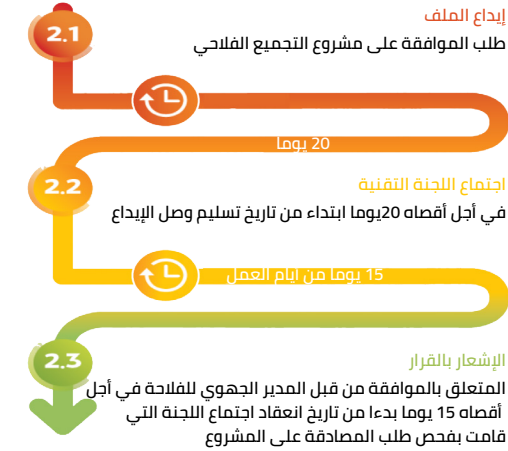 إيداع الملف
2.1
طلب الموافقة على مشروع التجميع الفلاحي
20 يوما
اجتماع اللجنة التقنية
2.2
في أجل أقصاه 20يوما ابتداء من تاريخ تسليم وصل الإيداع
15 يوما من أيام العمل
الإشعار بالقرار
2.3
المتعلق بالموافقة من قبل المدير الجهوي للفلاحة في أجل
أقصاه 15 يوما بدءا من تاريخ انعقاد اجتماع اللجنة التي
قامت بفحص طلب المصادقة على المشروع